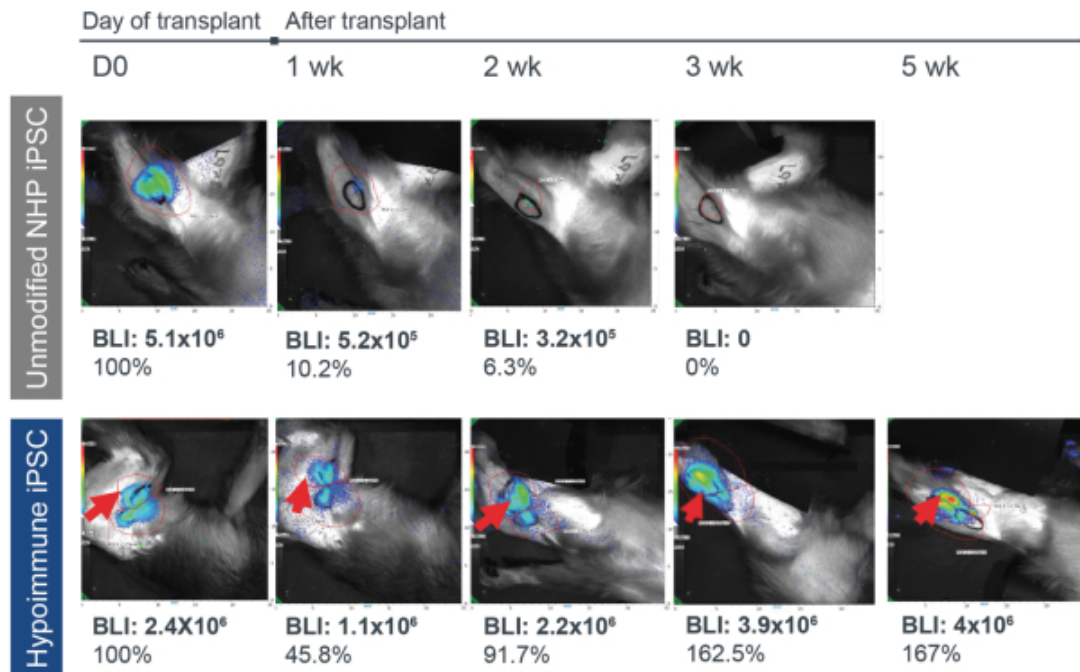 Day of transplant After transplant
D0 1 wk 2 wk 3 wk 5 wk
Unmodified NHP iPSC
BLI: 5.1x10⁶ BLI: 5.2x10⁵ BLI: 3.2x10⁵ BLI: 0
100% 10.2% 6.3% 0%
Hypoimmune iPSC
BLI: 2.4X10⁶ BLI: 1.1x10⁶ BLI: 2.2x10⁶ BLI: 3.9x10⁶ BLI: 4x10⁶
100% 45.8% 91.7% 162.5% 167%